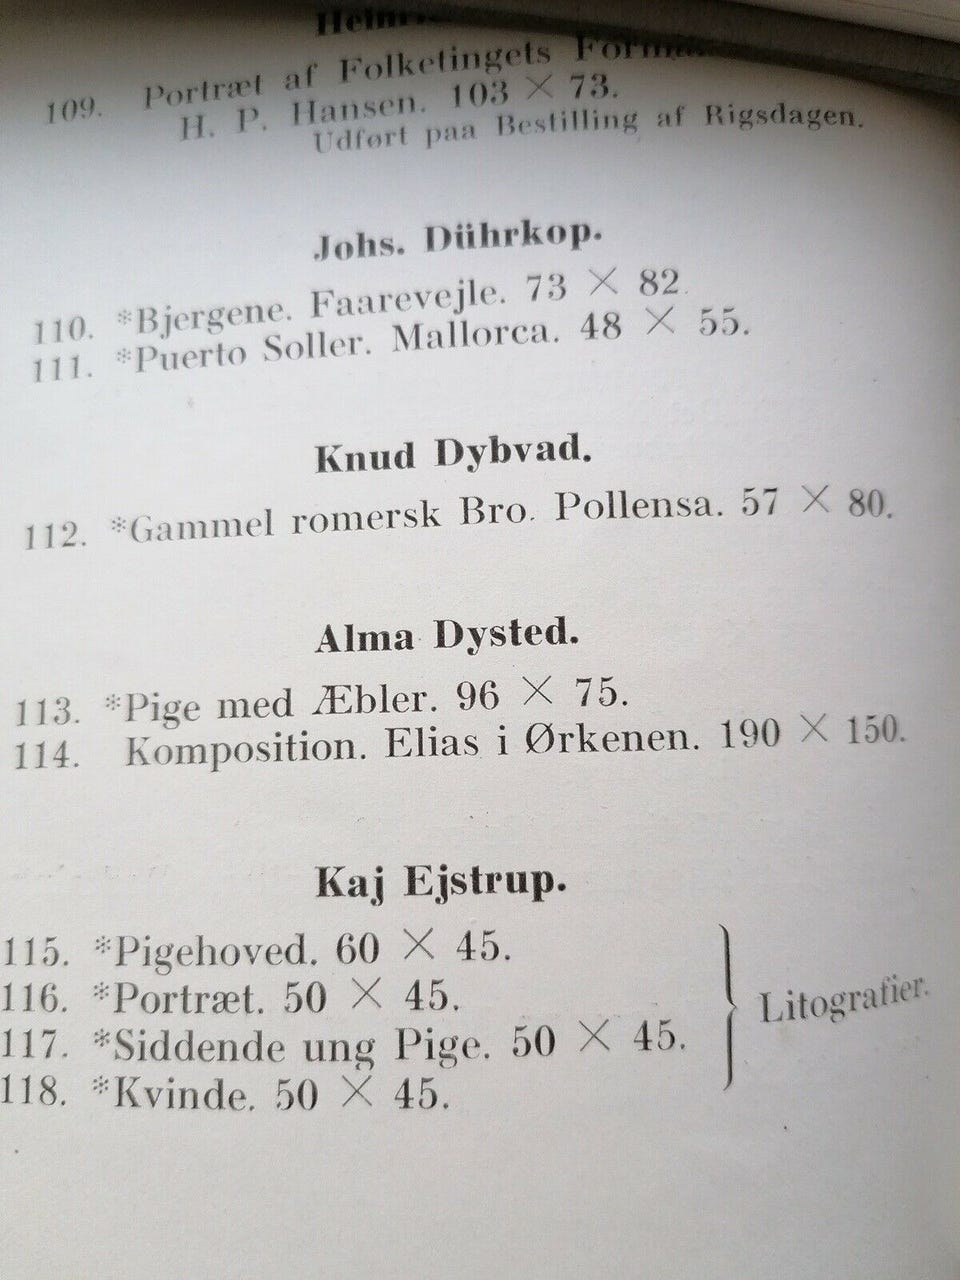 109. Portræt af Folketingets
H. P. Hansen. 103 × 73.
Udført paa Bestilling af Rigsdagen.
Johs. Dührkop.
110. *Bjergene. Faarevejle. 73 × 82.
111. *Puerto Soller. Mallorca. 48 × 55.
Knud Dybvad.
112. *Gammel romersk Bro. Pollensa. 57 × 80.
Alma Dysted.
113. *Pige med Æbler. 96 × 75.
114. Komposition. Elias i Ørkenen. 190 × 150.
Kaj Ejstrup.
115. *Pigehoved. 60 × 45.
116. *Portræt. 50 × 45.
117. *Siddende ung Pige. 50 × 45.
118. *Kvinde. 50 × 45.
} Litografier.